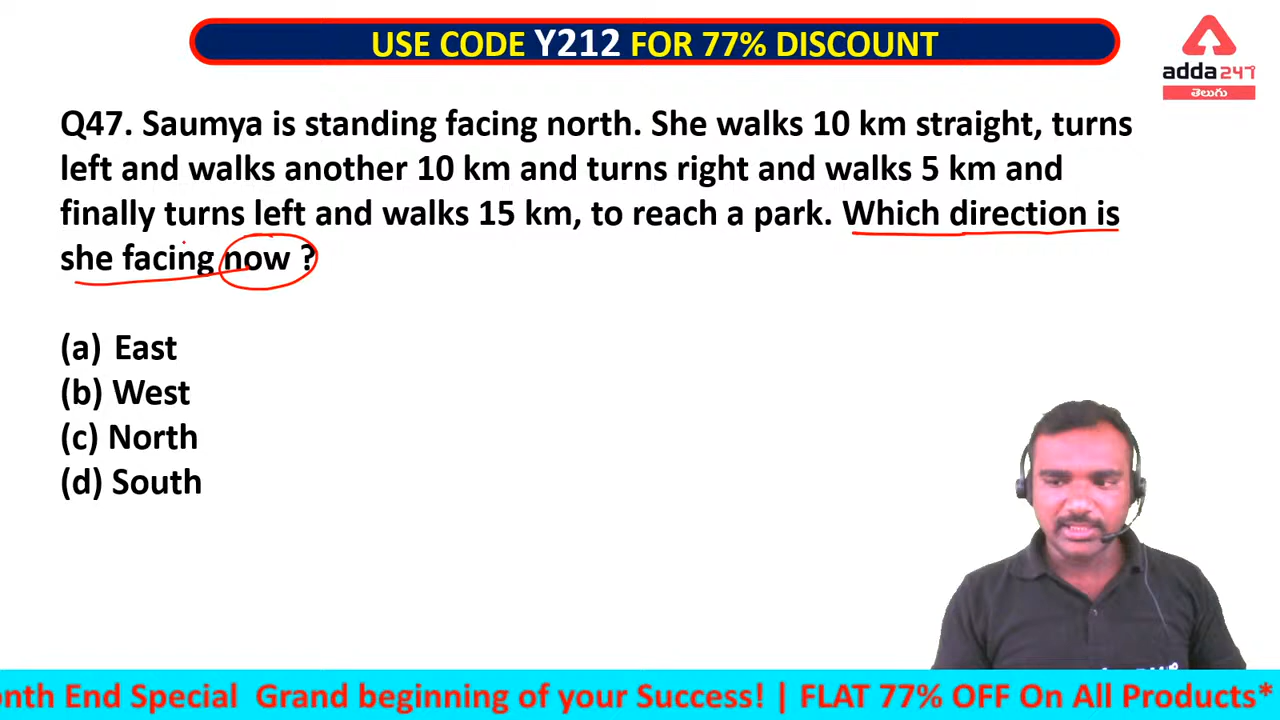 USE CODE Y212 FOR 77% DISCOUNT
adda247
తెలుగు
Q47. Saumya is standing facing north. She walks 10 km straight, turns
left and walks another 10 km and turns right and walks 5 km and
finally turns left and walks 15 km, to reach a park. Which direction is
she facing now ?
(a) East
(b) West
(c) North
(d) South
End Special Grand beginning of your Success! | FLAT 77% OFF On All Products*